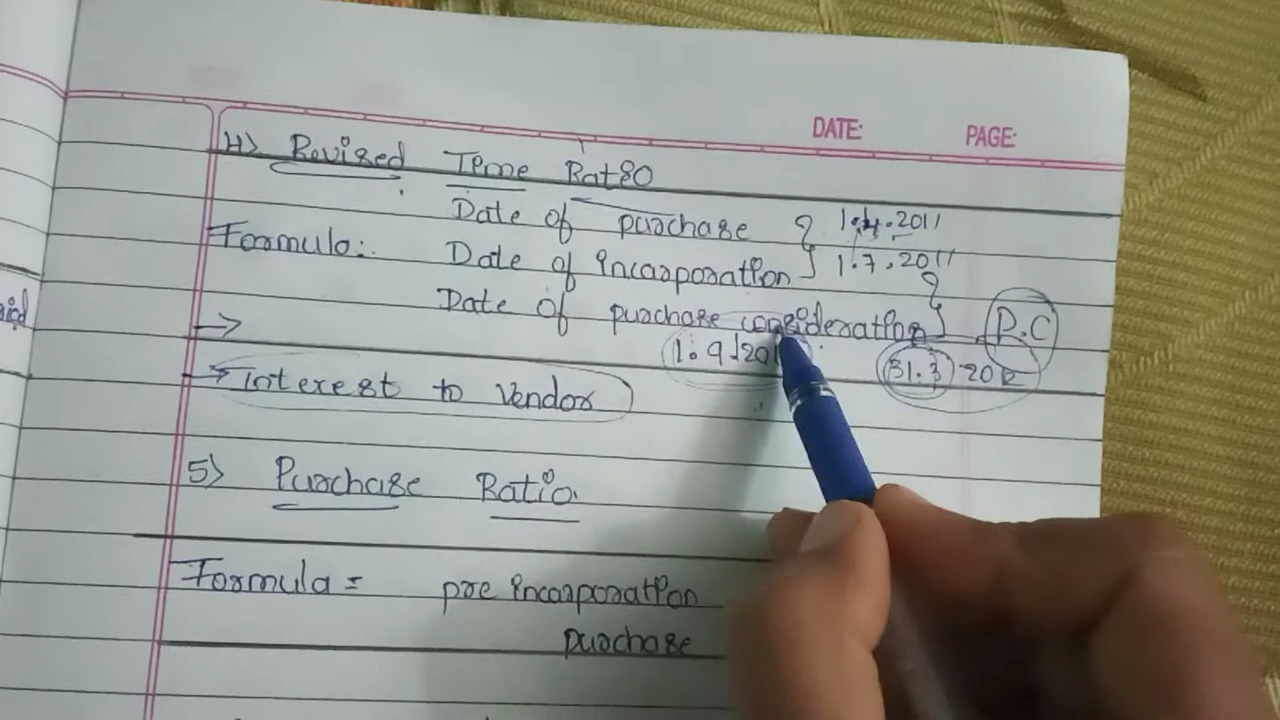 DATE: PAGE:
4) Revised Time Ratio
Date of purchase } 1.4.2011
Formula:. Date of incorporation } 1.7.2011
Date of purchase consideration } P.C
→ 1.9.201 31.3 2012
→ interest to Vendor
5) Purchase Ratio.
Formula = pre incorporation
purchase